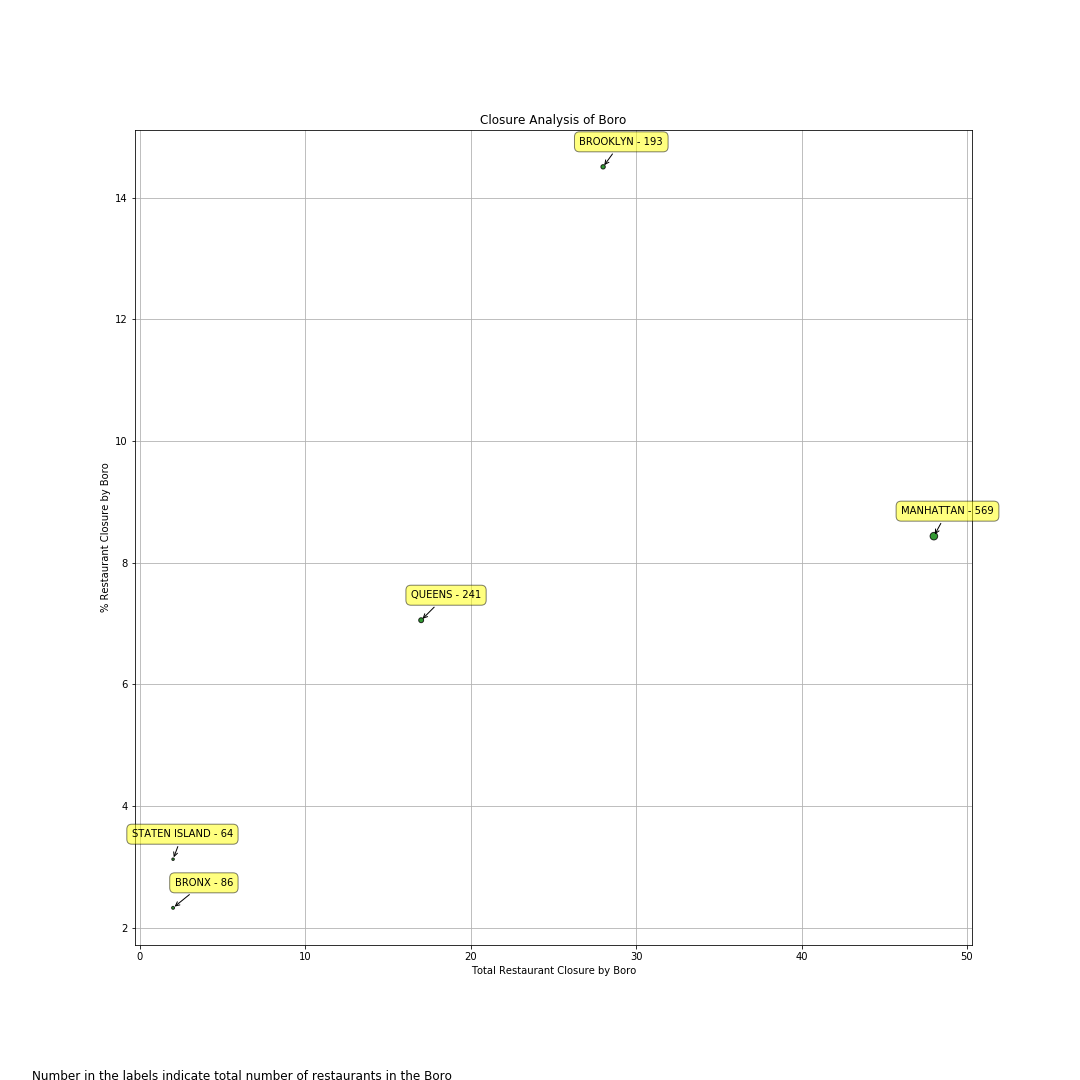 Closure Analysis of Boro
BROOKLYN - 193
14
12
10
MANHATTAN - 569
% Restaurant Closure by Boro
8
QUEENS - 241
6
4
STATEN ISLAND - 64
BRONX - 86
2
0 10 20 30 40 50
Total Restaurant Closure by Boro
Number in the labels indicate total number of restaurants in the Boro